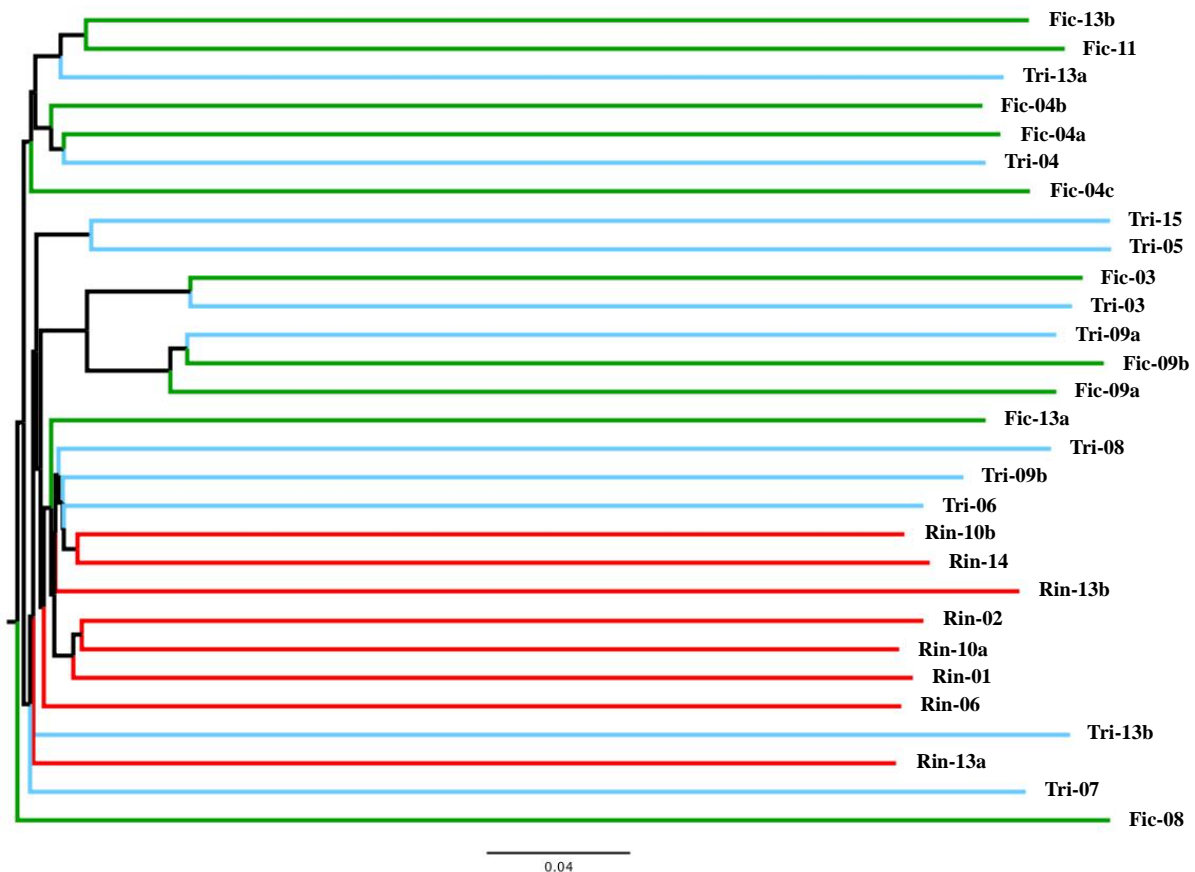 Fic-13b
Fic-11
Tri-13a
Fic-04b
Fic-04a
Tri-04
Fic-04c
Tri-15
Tri-05
Fic-03
Tri-03
Tri-09a
Fic-09b
Fic-09a
Fic-13a
Tri-08
Tri-09b
Tri-06
Rin-10b
Rin-14
Rin-13b
Rin-02
Rin-10a
Rin-01
Rin-06
Tri-13b
Rin-13a
Tri-07
Fic-08
0.04